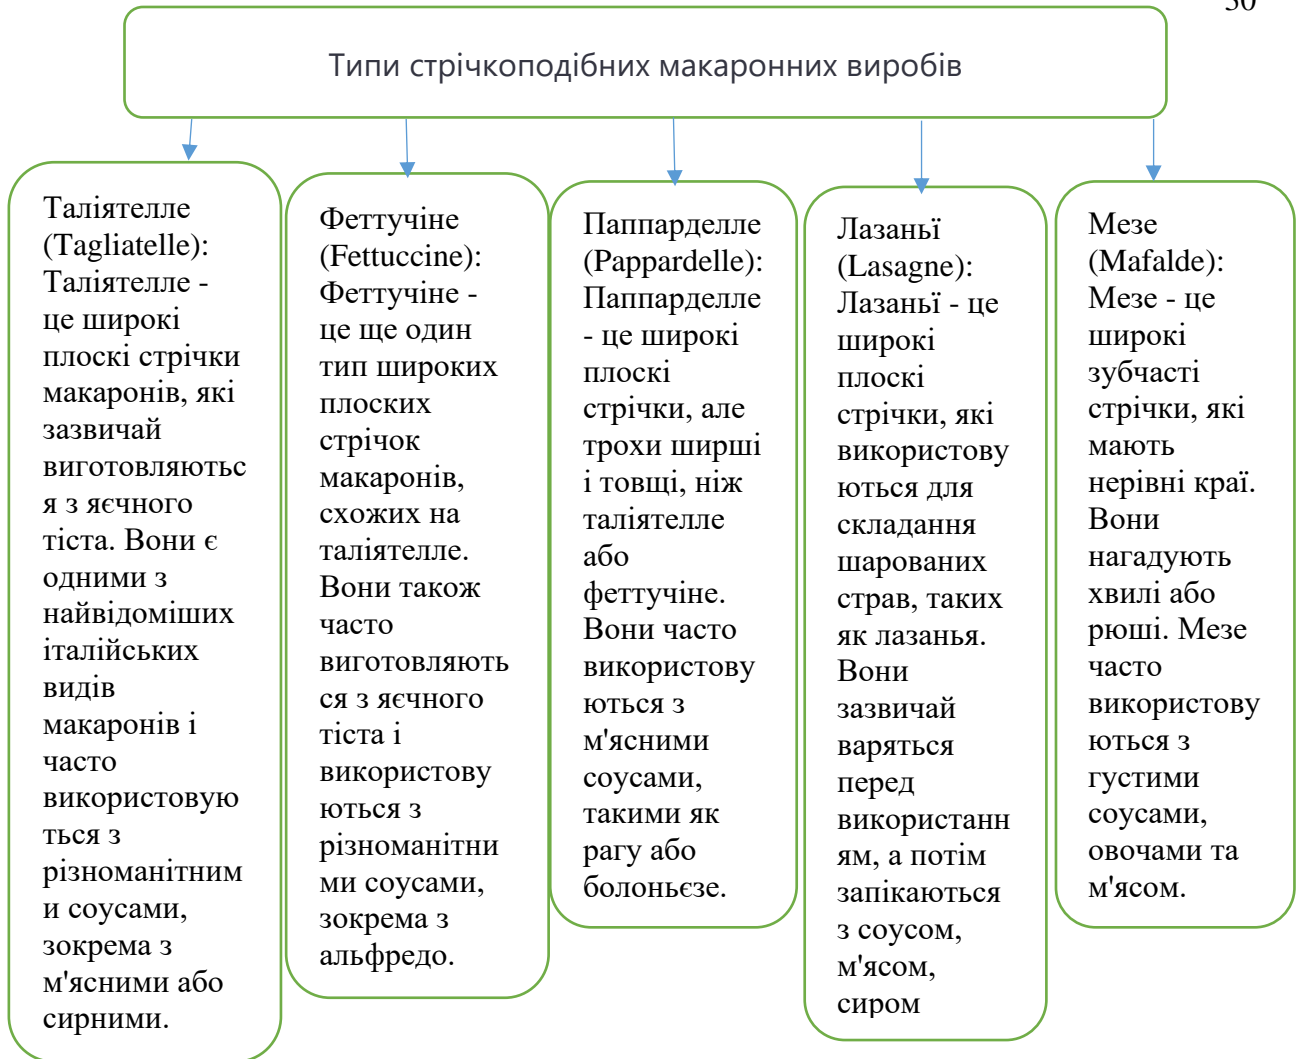 Типи стрічкоподібних макаронних виробів
Таліятелле
(Tagliatelle):
Таліятелле -
це широкі
плоскі стрічки
макаронів, які
зазвичай
виготовляютьс
я з яєчного
тіста. Вони є
одними з
найвідоміших
італійських
видів
макаронів і
часто
використовую
ться з
різноманітним
и соусами,
зокрема з
м'ясними або
сирними.
Феттучіне
(Fettuccine):
Феттучіне -
це ще один
тип широких
плоских
стрічок
макаронів,
схожих на
таліятелле.
Вони також
часто
виготовляють
ся з яєчного
тіста і
використову
ються з
різноманітни
ми соусами,
зокрема з
альфредо.
Паппарделле
(Pappardelle):
Паппарделле
- це широкі
плоскі
стрічки, але
трохи ширші
і товщі, ніж
таліятелле
або
феттучіне.
Вони часто
використову
ються з
м'ясними
соусами,
такими як
рагу або
болоньєзе.
Лазаньї
(Lasagne):
Лазаньї - це
широкі
плоскі
стрічки, які
використову
ються для
складання
шарованих
страв, таких
як лазанья.
Вони
зазвичай
варяться
перед
використанн
ям, а потім
запікаються
з соусом,
м'ясом,
сиром
Мезе
(Mafalde):
Мезе - це
широкі
зубчасті
стрічки, які
мають
нерівні краї.
Вони
нагадують
хвилі або
рюші. Мезе
часто
використову
ються з
густими
соусами,
овочами та
м'ясом.